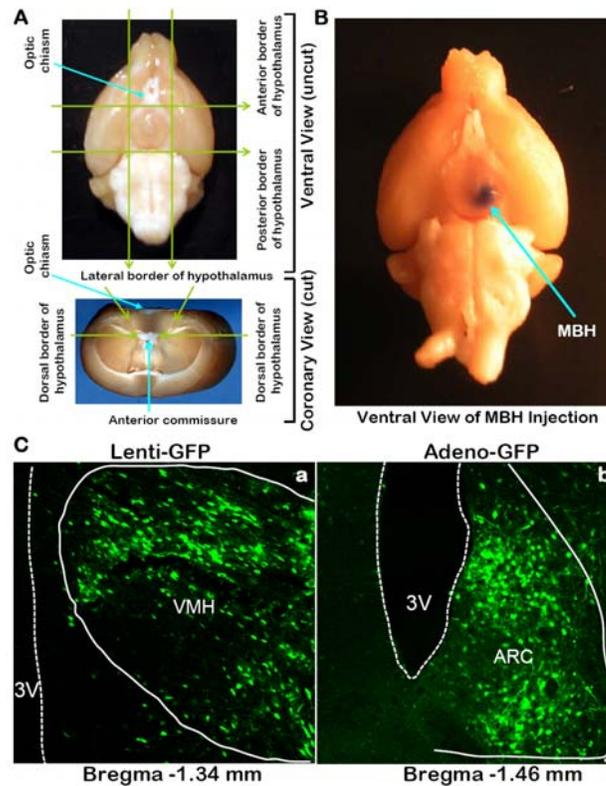 A
Optic
chiasm
Anterior border
of hypothalamus
Posterior border
of hypothalamus
Ventral View (uncut)
Lateral border of hypothalamus
Optic
chiasm
Dorsal border of
hypothalamus
Dorsal border of
hypothalamus
Coronary View (cut)
Anterior commissure
B
MBH
Ventral View of MBH Injection
C
Lenti-GFP
a
VMH
3V
Bregma -1.34 mm
Adeno-GFP
b
3V
ARC
Bregma -1.46 mm